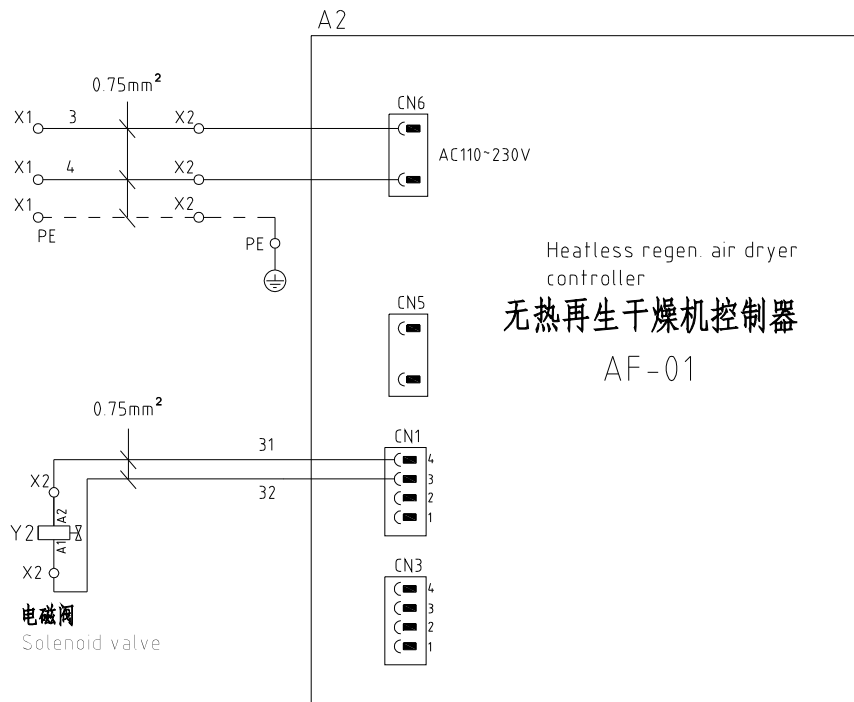 A2
0.75mm²
X1
3
X2
CN6
AC110~230V
X1
4
X2
X1
PE
X2
PE
Heatless regen. air dryer
controller
无热再生干燥机控制器
AF-01
CN5
0.75mm²
31
32
CN1
4
3
2
1
X2
Y2
A2
A1
X2
电磁阀
Solenoid valve
CN3
4
3
2
1